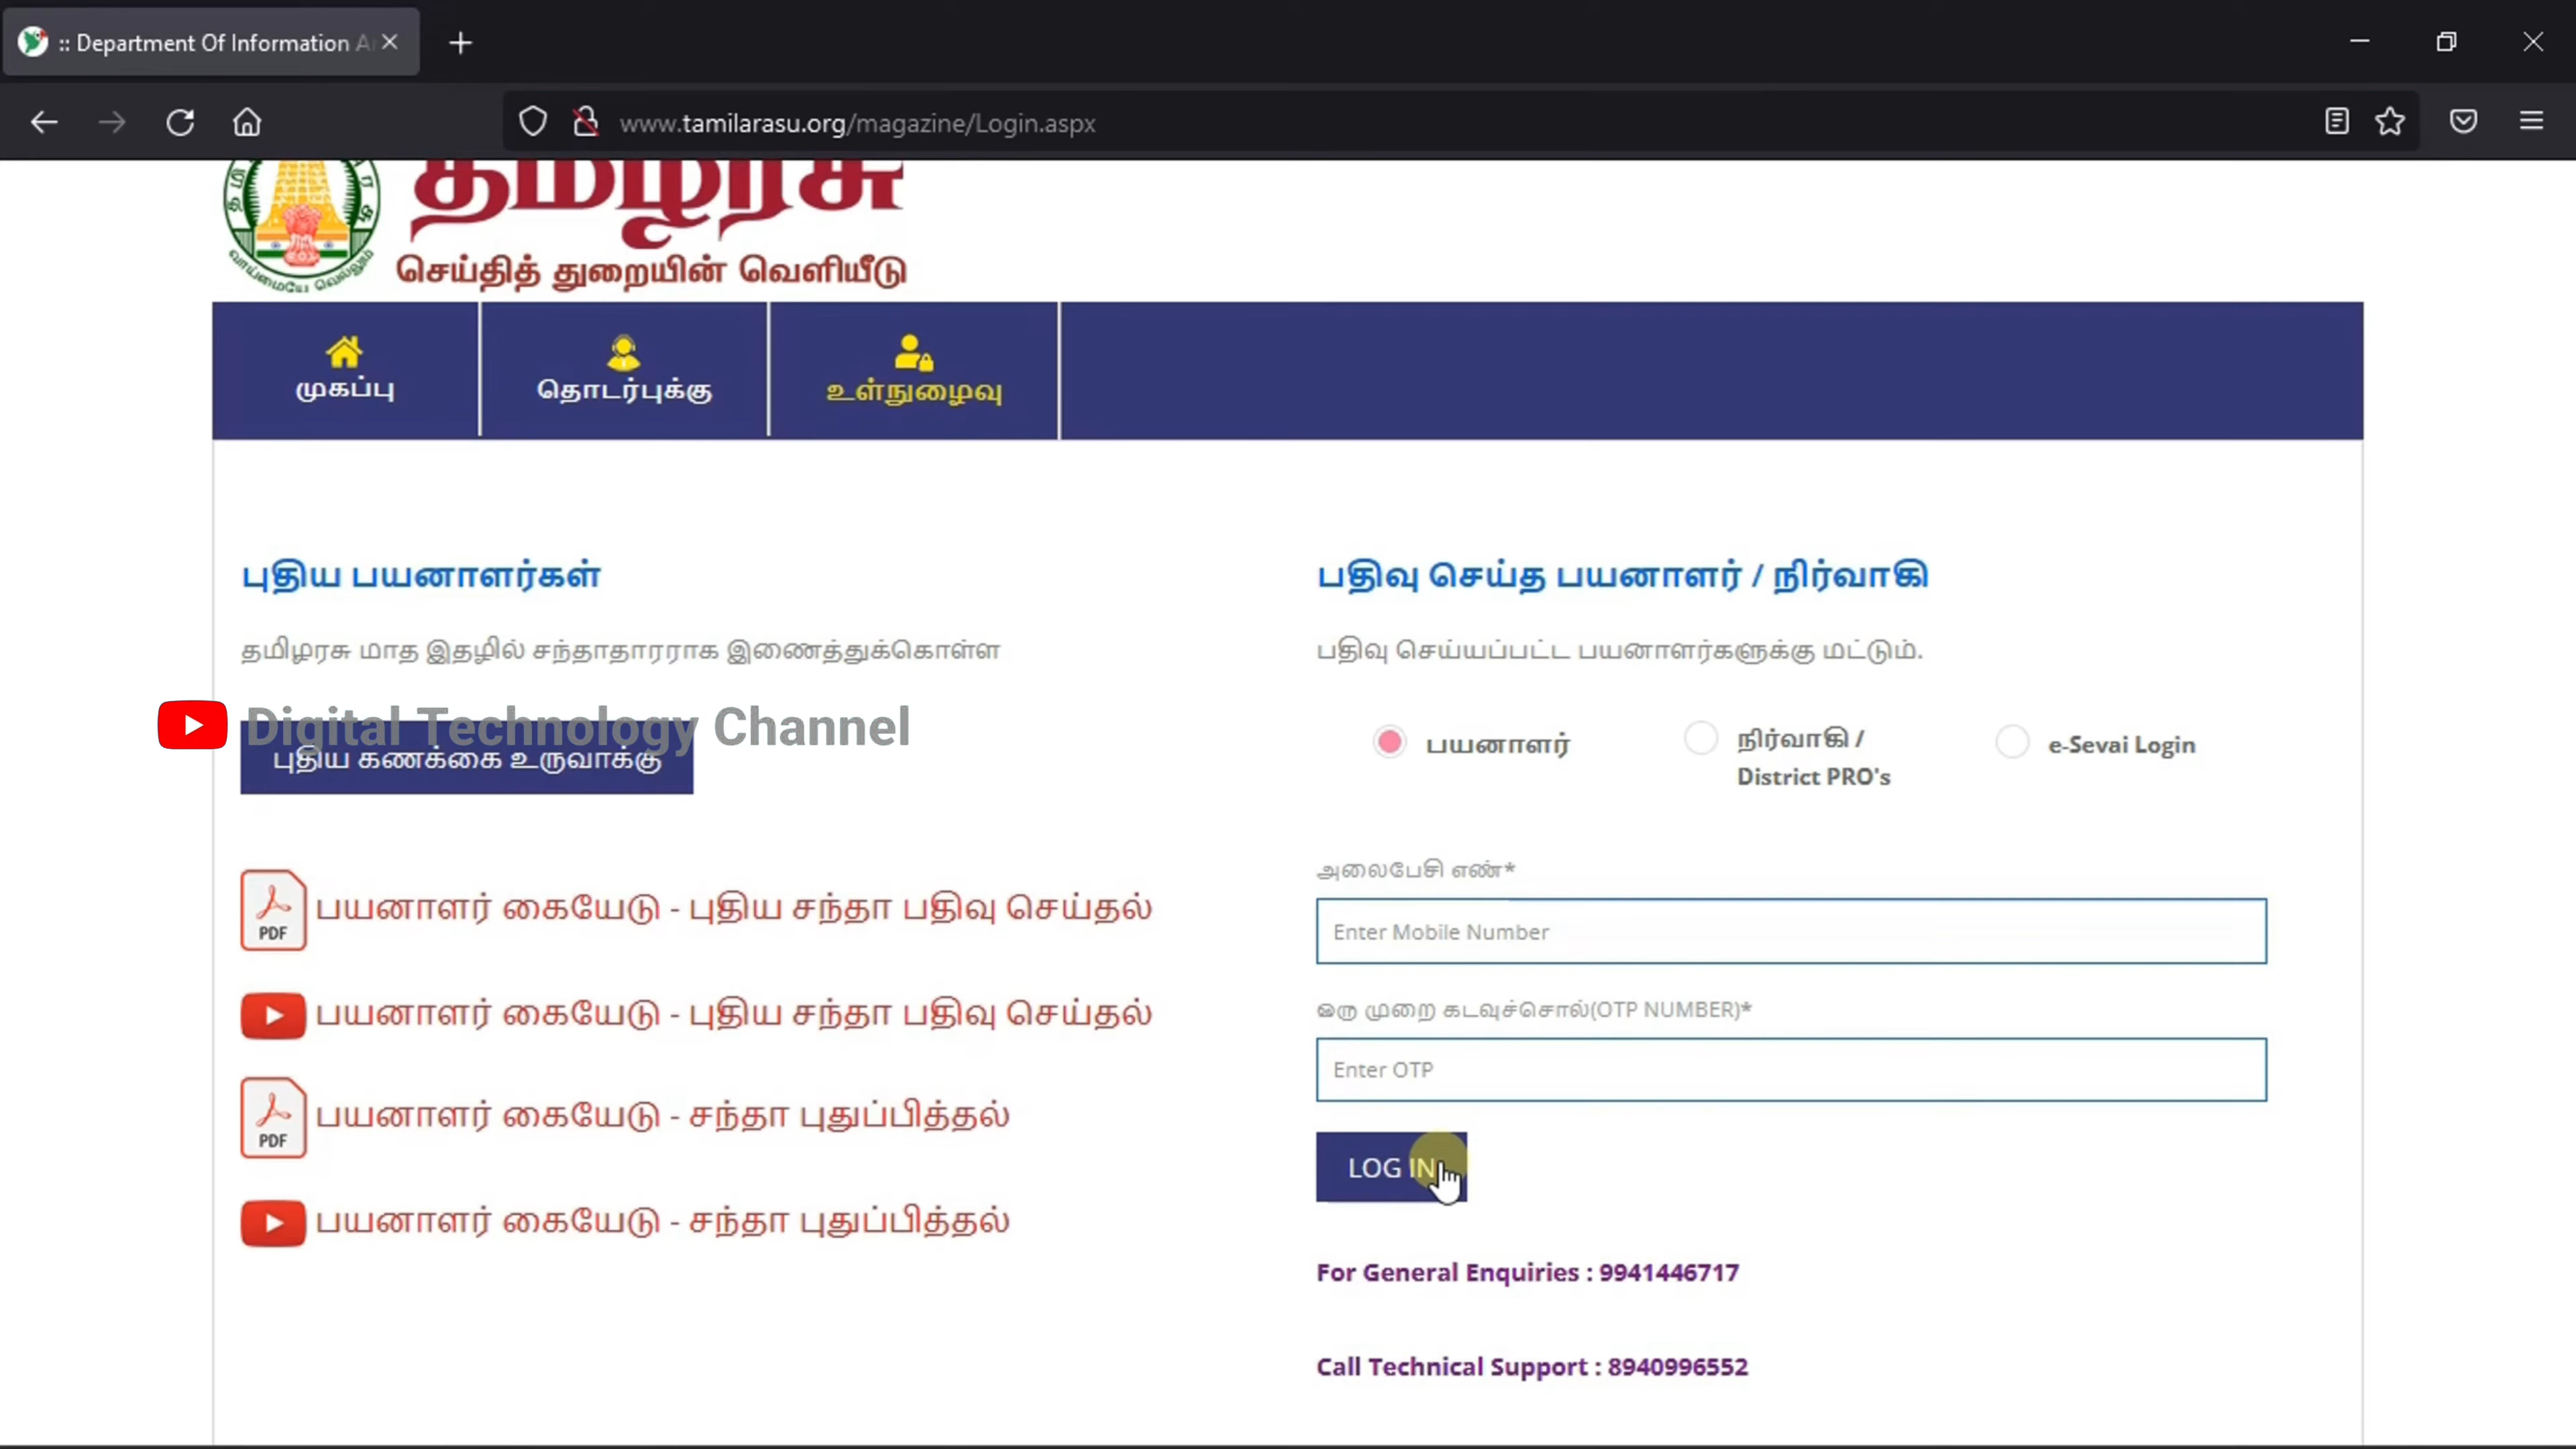 :: Department Of Information A
www.tamilarasu.org/magazine/Login.aspx
தமிழரசு
செய்தித் துறையின் வெளியீடு
வாய்மையே வெல்லும்
முகப்பு
தொடர்புக்கு
உள்நுழைவு
புதிய பயனாளர்கள்
தமிழரசு மாத இதழில் சந்தாதாரராக இணைத்துக்கொள்ள
Digital Technology Channel
புதிய கணக்கை உருவாக்கு
PDF பயனாளர் கையேடு - புதிய சந்தா பதிவு செய்தல்
பயனாளர் கையேடு - புதிய சந்தா பதிவு செய்தல்
PDF பயனாளர் கையேடு - சந்தா புதுப்பித்தல்
பயனாளர் கையேடு - சந்தா புதுப்பித்தல்
பதிவு செய்த பயனாளர் / நிர்வாகி
பதிவு செய்யப்பட்ட பயனாளர்களுக்கு மட்டும்.
பயனாளர்
நிர்வாகி /
District PRO's
e-Sevai Login
அலைபேசி எண்*
Enter Mobile Number
ஒரு முறை கடவுச்சொல்(OTP NUMBER)*
Enter OTP
LOG IN
For General Enquiries : 9941446717
Call Technical Support : 8940996552